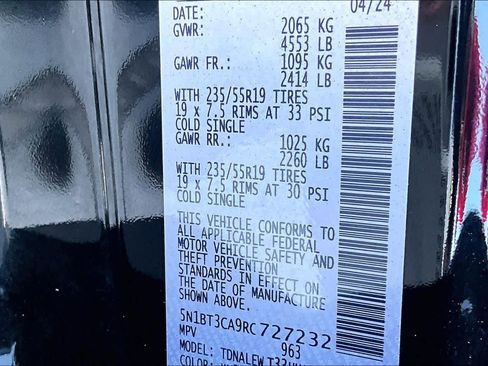 DATE: 04/24
GVWR: 2065 KG
4553 LB
GAWR FR.: 1095 KG
2414 LB
WITH 235/55R19 TIRES
19 x 7.5 RIMS AT 33 PSI
COLD SINGLE
GAWR RR.: 1025 KG
2260 LB
WITH 235/55R19 TIRES
19 x 7.5 RIMS AT 30 PSI
COLD SINGLE
THIS VEHICLE CONFORMS TO
ALL APPLICABLE FEDERAL
MOTOR VEHICLE SAFETY AND
THEFT PREVENTION
STANDARDS IN EFFECT ON
THE DATE OF MANUFACTURE
SHOWN ABOVE.
5N1BT3CA9RC727232
MPV 963
MODEL: TDNALEW
COLOR: